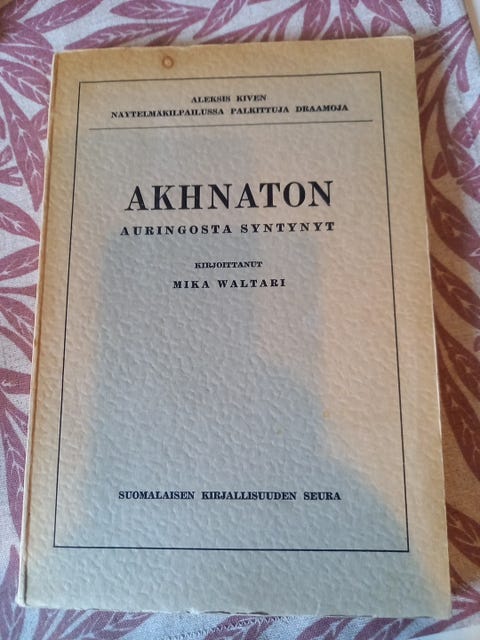 ALEKSIS KIVEN
NÄYTELMÄKILPAILUSSA PALKITTUJA DRAAMOJA
AKHNATON
AURINGOSTA SYNTYNYT
KIRJOITTANUT
MIKA WALTARI
SUOMALAISEN KIRJALLISUUDEN SEURA